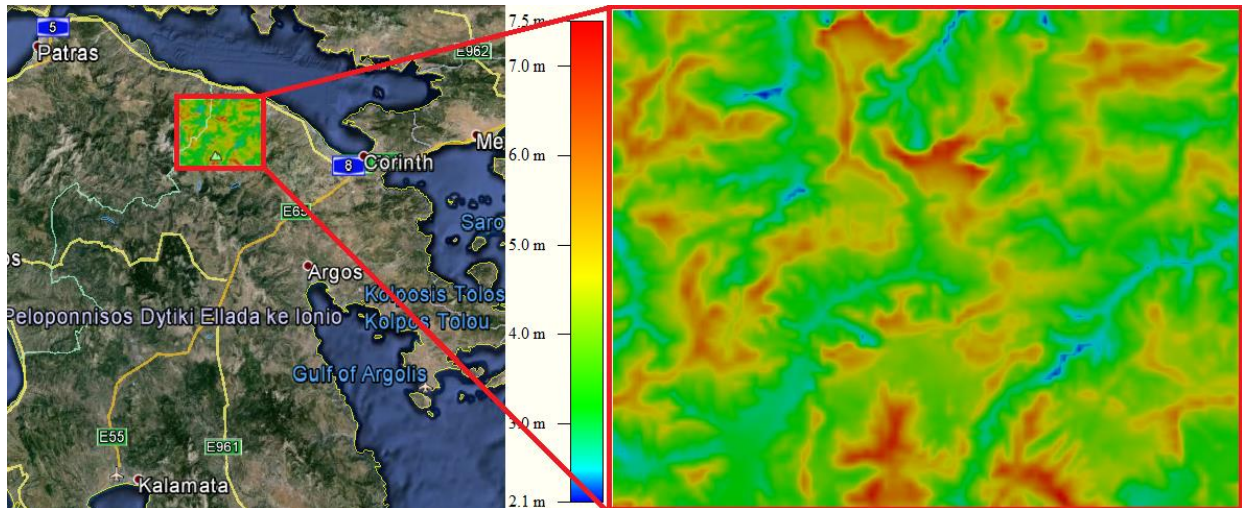 5
Patras
E962
Me
8
Corinth
E65
Saro
os
Argos
Kolposis Tolos
Peloponnisos Dytiki Ellada ke Ionio
Kolpos Tolou
Gulf of Argolis
E55
E961
Kalamata
7.5 m
7.0 m
6.0 m
5.0 m
4.0 m
3.0 m
2.1 m